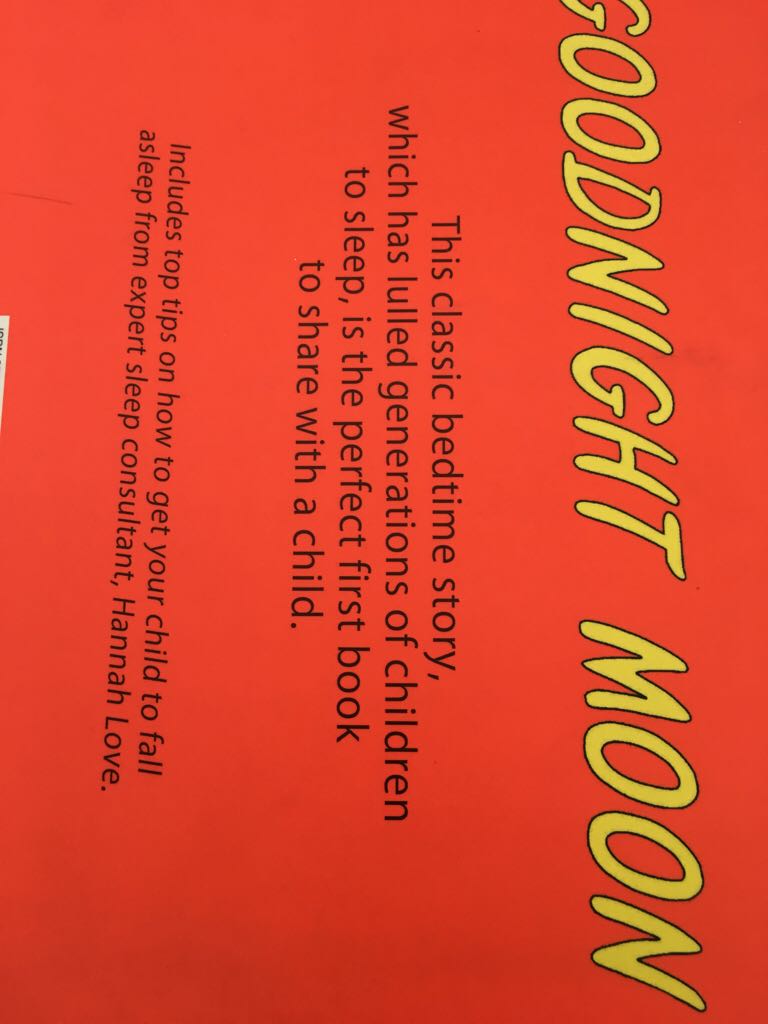 GOODNIGHT MOON
This classic bedtime story,
which has lulled generations of children
to sleep, is the perfect first book
to share with a child.
Includes top tips on how to get your child to fall
asleep from expert sleep consultant, Hannah Love.